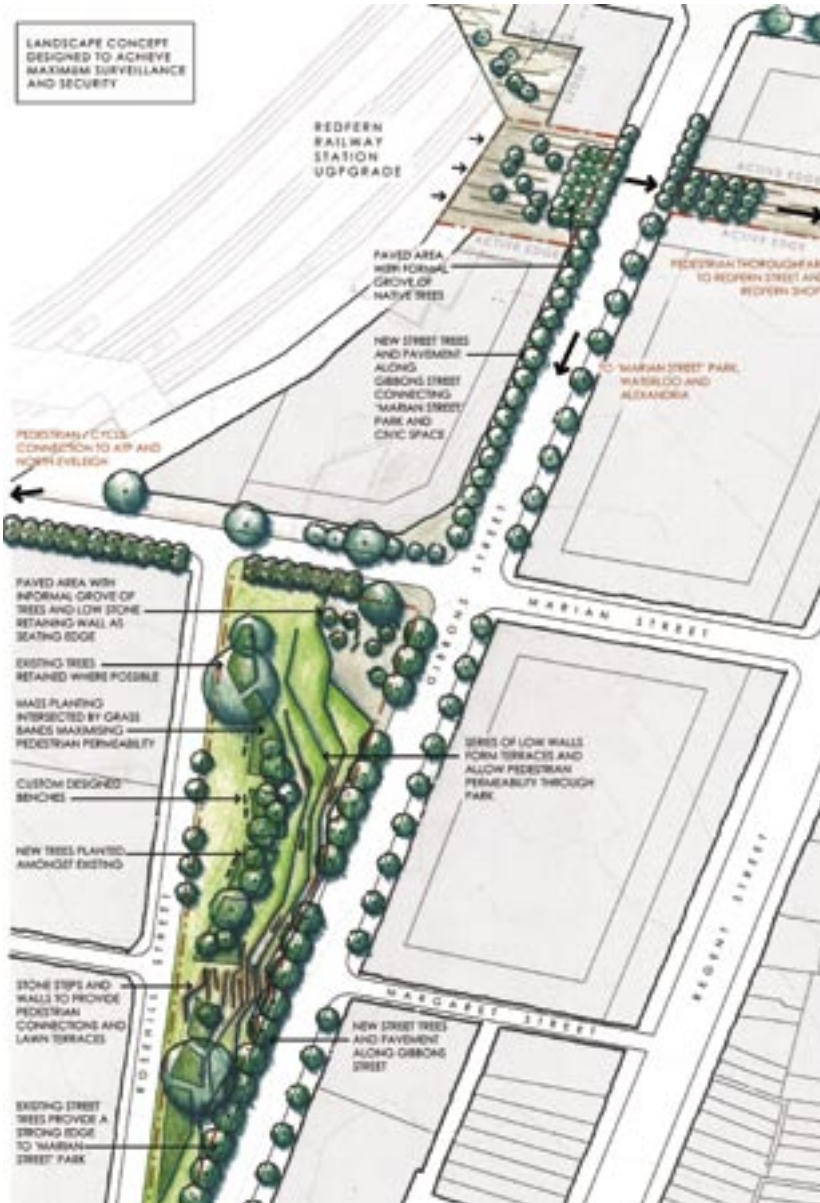 LANDSCAPE CONCEPT
DESIGNED TO ACHIEVE
MAXIMUM SURVEILLANCE
AND SECURITY
REDFERN
RAILWAY
STATION
UGPGRADE
ACTIVE EDGE
ACTIVE EDGE
ACTIVE EDGE
PAVED AREA
WITH FORMAL
GROVE OF
NATIVE TREES
PEDESTRIAN THOROUGHFAR
TO REDFERN STREET AN
REDFERN SHOP
NEW STREET TREES
AND PAVEMENT
ALONG
GIBBONS STREET
CONNECTING
'MARIAN STREET'
PARK AND
CIVIC SPACE
TO 'MARIAN STREET' PARK,
WATERLOO AND
ALEXANDRIA
PEDESTRIAN / CYCLE
CONNECTION TO ATP AND
NORTH EVELEIGH
GIBBONS STREET
MARIAN STREET
PAVED AREA WITH
INFORMAL GROVE OF
TREES AND LOW STONE
RETAINING WALL AS
SEATING EDGE
EXISTING TREES
RETAINED WHERE POSSIBLE
MASS PLANTING
INTERSECTED BY GRASS
BANDS MAXIMISING
PEDESTRIAN PERMEABILITY
SERIES OF LOW WALLS
FORM TERRACES AND
ALLOW PEDESTRIAN
PERMEABILITY THROUGH
PARK
CUSTOM DESIGNED
BENCHES
NEW TREES PLANTED
AMONGST EXISTING
ROSEHILL STREET
REGENT STREET
MARGARET STREET
STONE STEPS AND
WALLS TO PROVIDE
PEDESTRIAN
CONNECTIONS AND
LAWN TERRACES
NEW STREET TREES
AND PAVEMENT
ALONG GIBBONS
STREET
EXISTING STREET
TREES PROVIDE A
STRONG EDGE
TO 'MARIAN
STREET' PARK